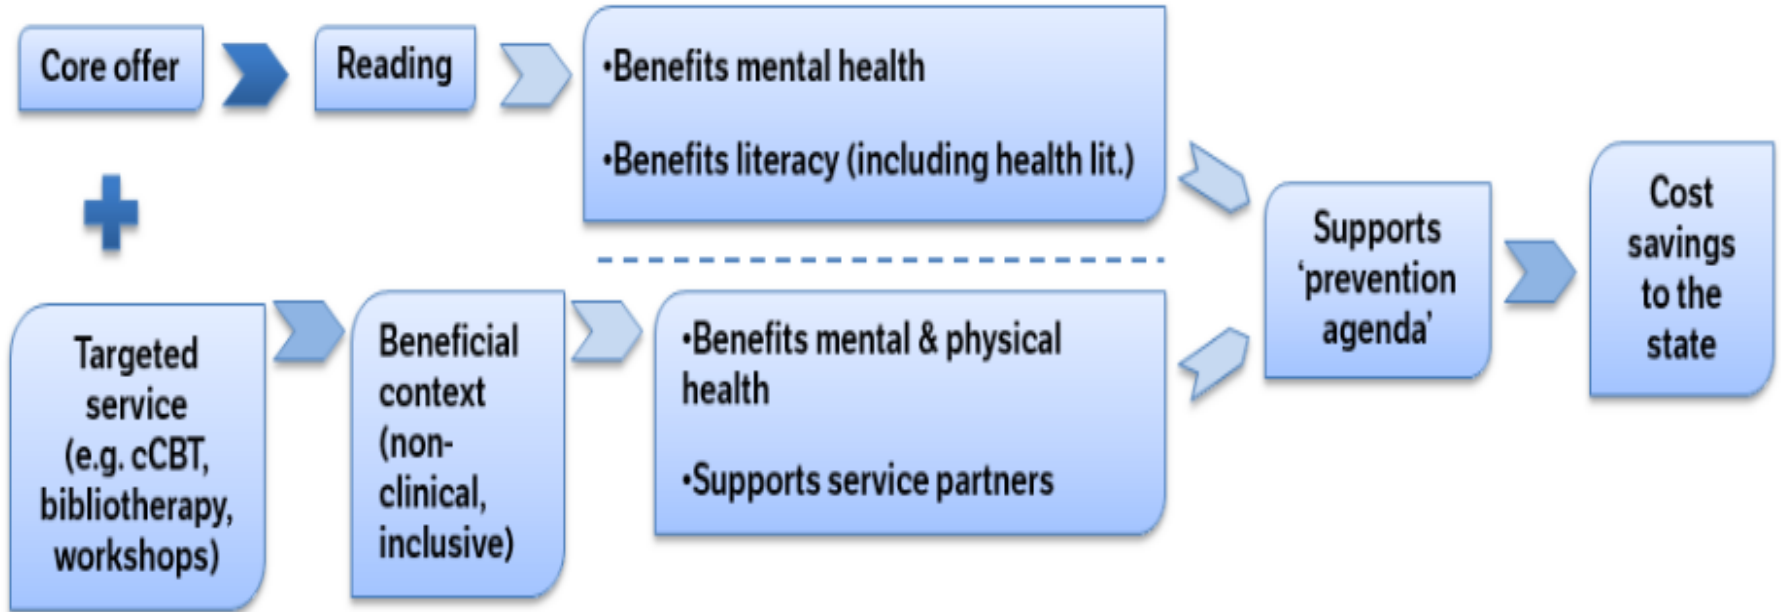 Core offer
Reading
•Benefits mental health
•Benefits literacy (including health lit.)
Targeted
service
(e.g. cCBT,
bibliotherapy,
workshops)
Beneficial
context
(non-
clinical,
inclusive)
•Benefits mental & physical
health
•Supports service partners
Supports
‘prevention
agenda’
Cost
savings
to the
state